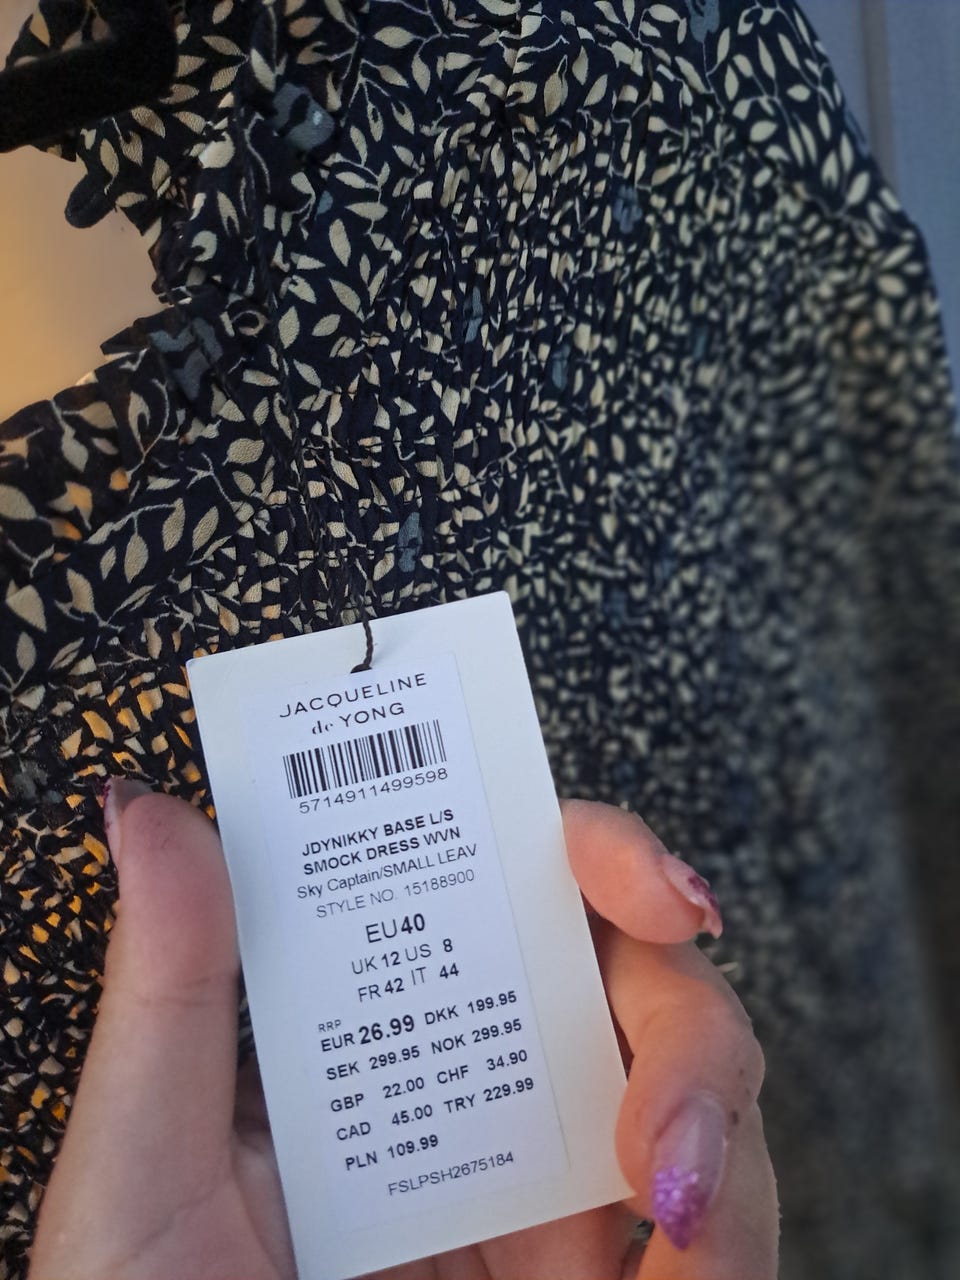 JACQUELINE
de YONG
5714911499598
JDYNIKKY BASE L/S
SMOCK DRESS WVN
Sky Captain/SMALL LEAV
STYLE NO. 15188900
EU40
UK 12 US 8
FR 42 IT 44
RRP
EUR 26.99 DKK 199.95
SEK 299.95 NOK 299.95
GBP 22.00 CHF 34.90
CAD 45.00 TRY 229.99
PLN 109.99
FSLPSH2675184